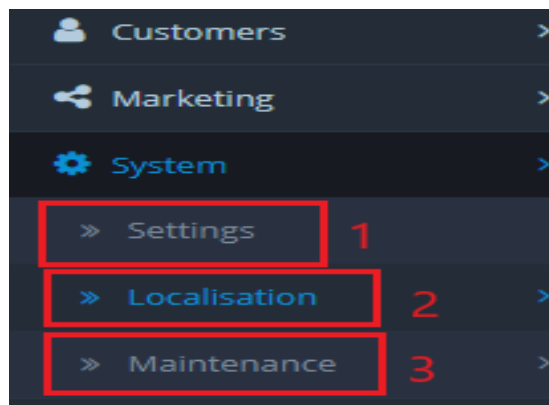 Customers
Marketing
System
» Settings 1
» Localisation 2
» Maintenance 3